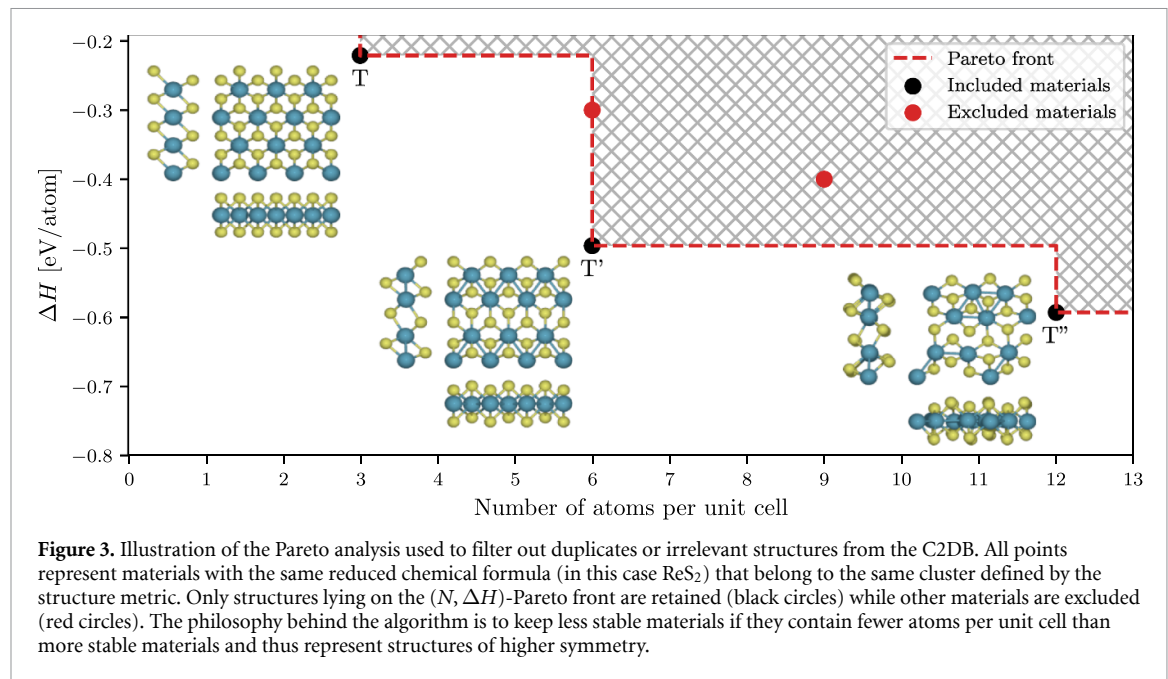 −0.2
−0.3
−0.4
−0.5
−0.6
−0.7
−0.8
ΔH [eV/atom]
Pareto front
Included materials
Excluded materials
T
T'
T”
0 1 2 3 4 5 6 7 8 9 10 11 12 13
Number of atoms per unit cell
Figure 3. Illustration of the Pareto analysis used to filter out duplicates or irrelevant structures from the C2DB. All points
represent materials with the same reduced chemical formula (in this case ReS₂) that belong to the same cluster defined by the
structure metric. Only structures lying on the (N, ΔH)-Pareto front are retained (black circles) while other materials are excluded
(red circles). The philosophy behind the algorithm is to keep less stable materials if they contain fewer atoms per unit cell than
more stable materials and thus represent structures of higher symmetry.